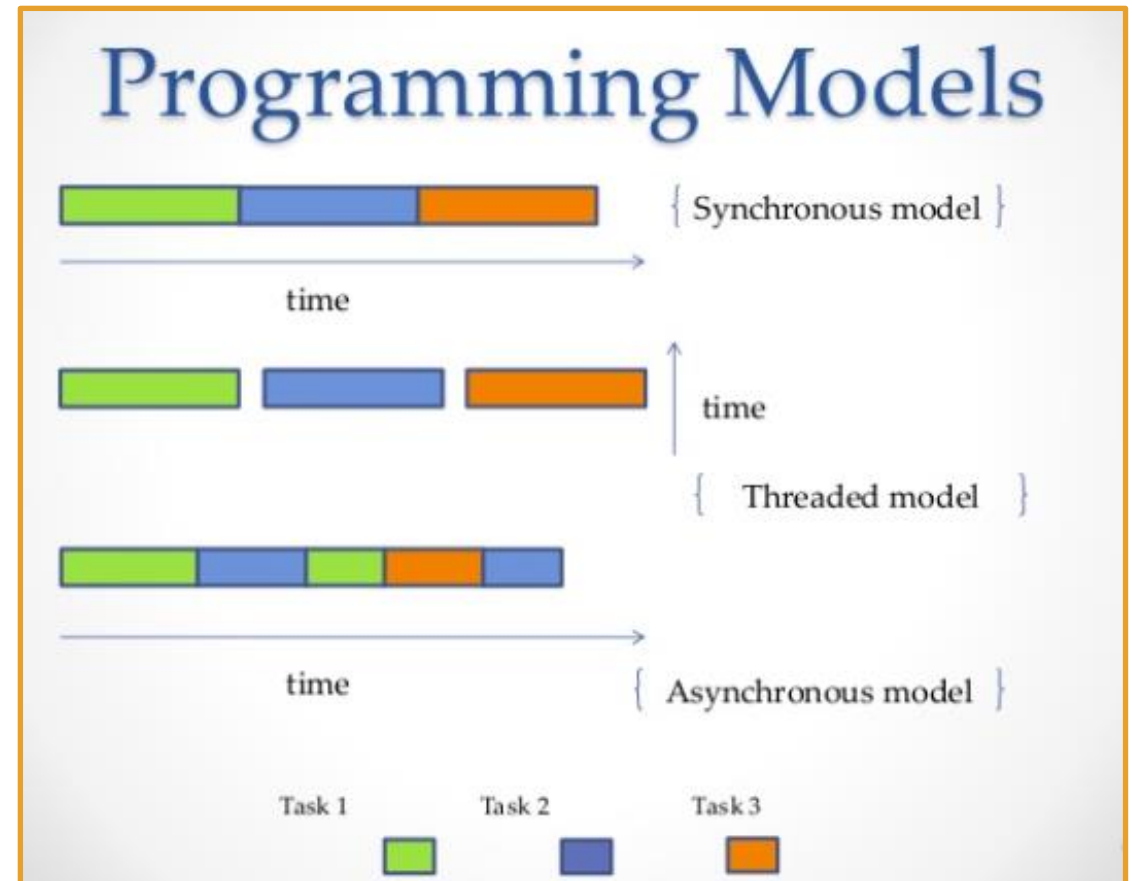 Programming Models
{ Synchronous model }
time
time
{ Threaded model }
time
{ Asynchronous model }
Task 1 Task 2 Task 3